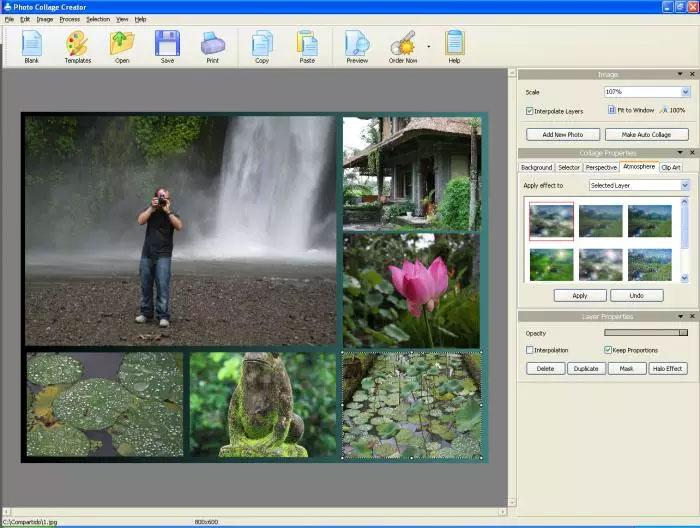 Photo Collage Creator
File Edit Image Process Selection View Help
Blank Templates Open Save Print Copy Paste Preview Order Now Help
Image
Scale 107%
Interpolate Layers Fit to Window 100%
Add New Photo Make Auto Collage
Collage Properties
Background Selector Perspective Atmosphere Clip Art
Apply effect to Selected Layer
Apply Undo
Layer Properties
Opacity
Interpolation Keep Proportions
Delete Duplicate Mask Halo Effect
C:\Compartido\1.jpg 800x600